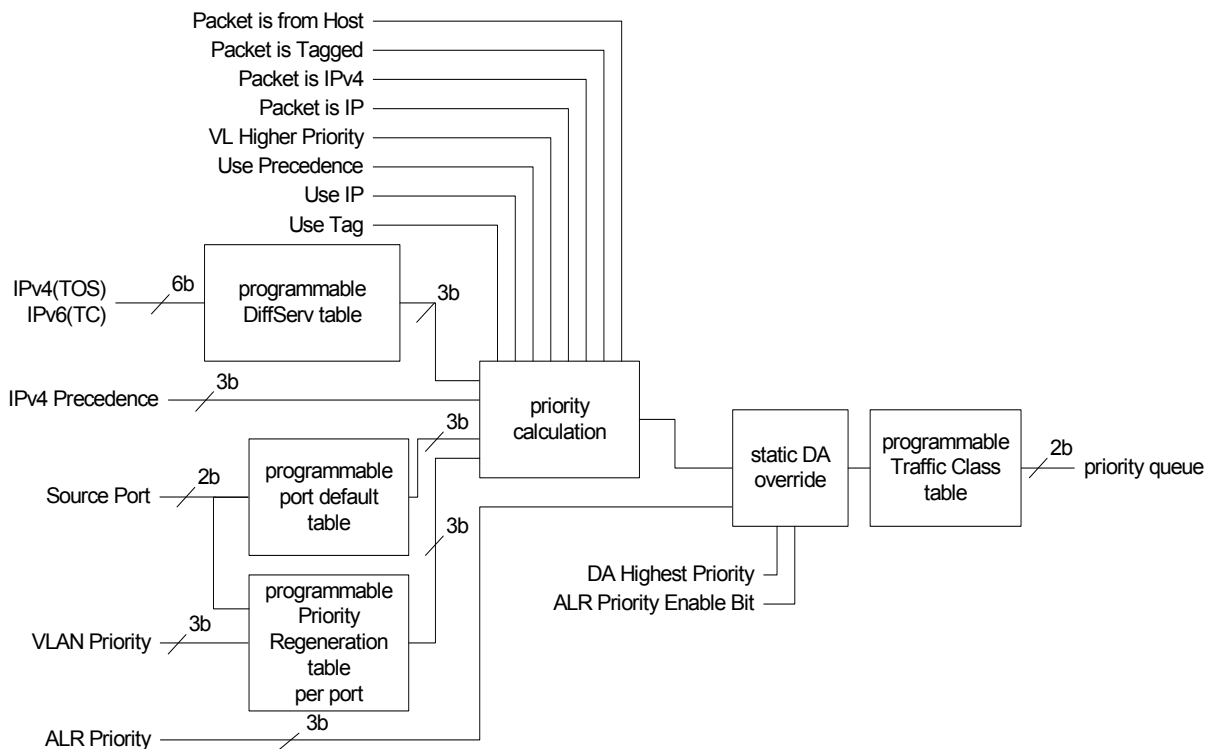 Packet is from Host
Packet is Tagged
Packet is IPv4
Packet is IP
VL Higher Priority
Use Precedence
Use IP
Use Tag
IPv4(TOS)
IPv6(TC)
6b
programmable
DiffServ table
3b
IPv4 Precedence
3b
priority
calculation
3b
Source Port
2b
programmable
port default
table
3b
static DA
override
programmable
Traffic Class
table
2b
priority queue
DA Highest Priority
ALR Priority Enable Bit
VLAN Priority
3b
programmable
Priority
Regeneration
table
per port
ALR Priority
3b